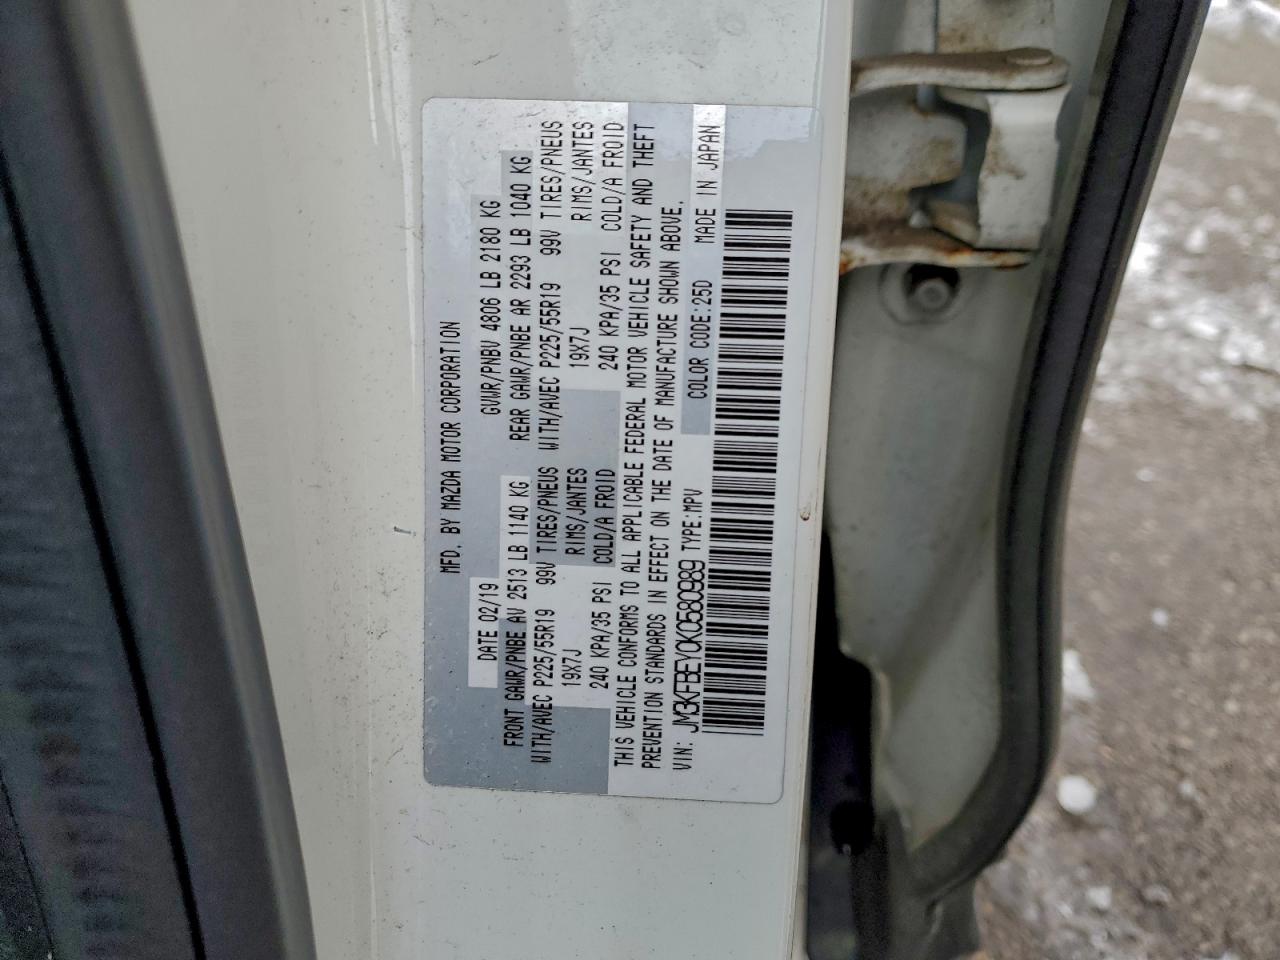 MFD. BY MAZDA MOTOR CORPORATION
DATE 02/19 GVWR/PNBV 4806 LB 2180 KG
FRONT GAWR/PNBE AV 2513 LB 1140 KG REAR GAWR/PNBE AR 2293 LB 1040 KG
WITH/AVEC P225/55R19 99V TIRES/PNEUS WITH/AVEC P225/55R19 99V TIRES/PNEUS
19X7J RIMS/JANTES 19X7J RIMS/JANTES
240 KPA/35 PSI COLD/A FROID 240 KPA/35 PSI COLD/A FROID
THIS VEHICLE CONFORMS TO ALL APPLICABLE FEDERAL MOTOR VEHICLE SAFETY AND THEFT
PREVENTION STANDARDS IN EFFECT ON THE DATE OF MANUFACTURE SHOWN ABOVE.
VIN: JM3KFBEY0K0580989 TYPE:MPV COLOR CODE:25D MADE IN JAPAN